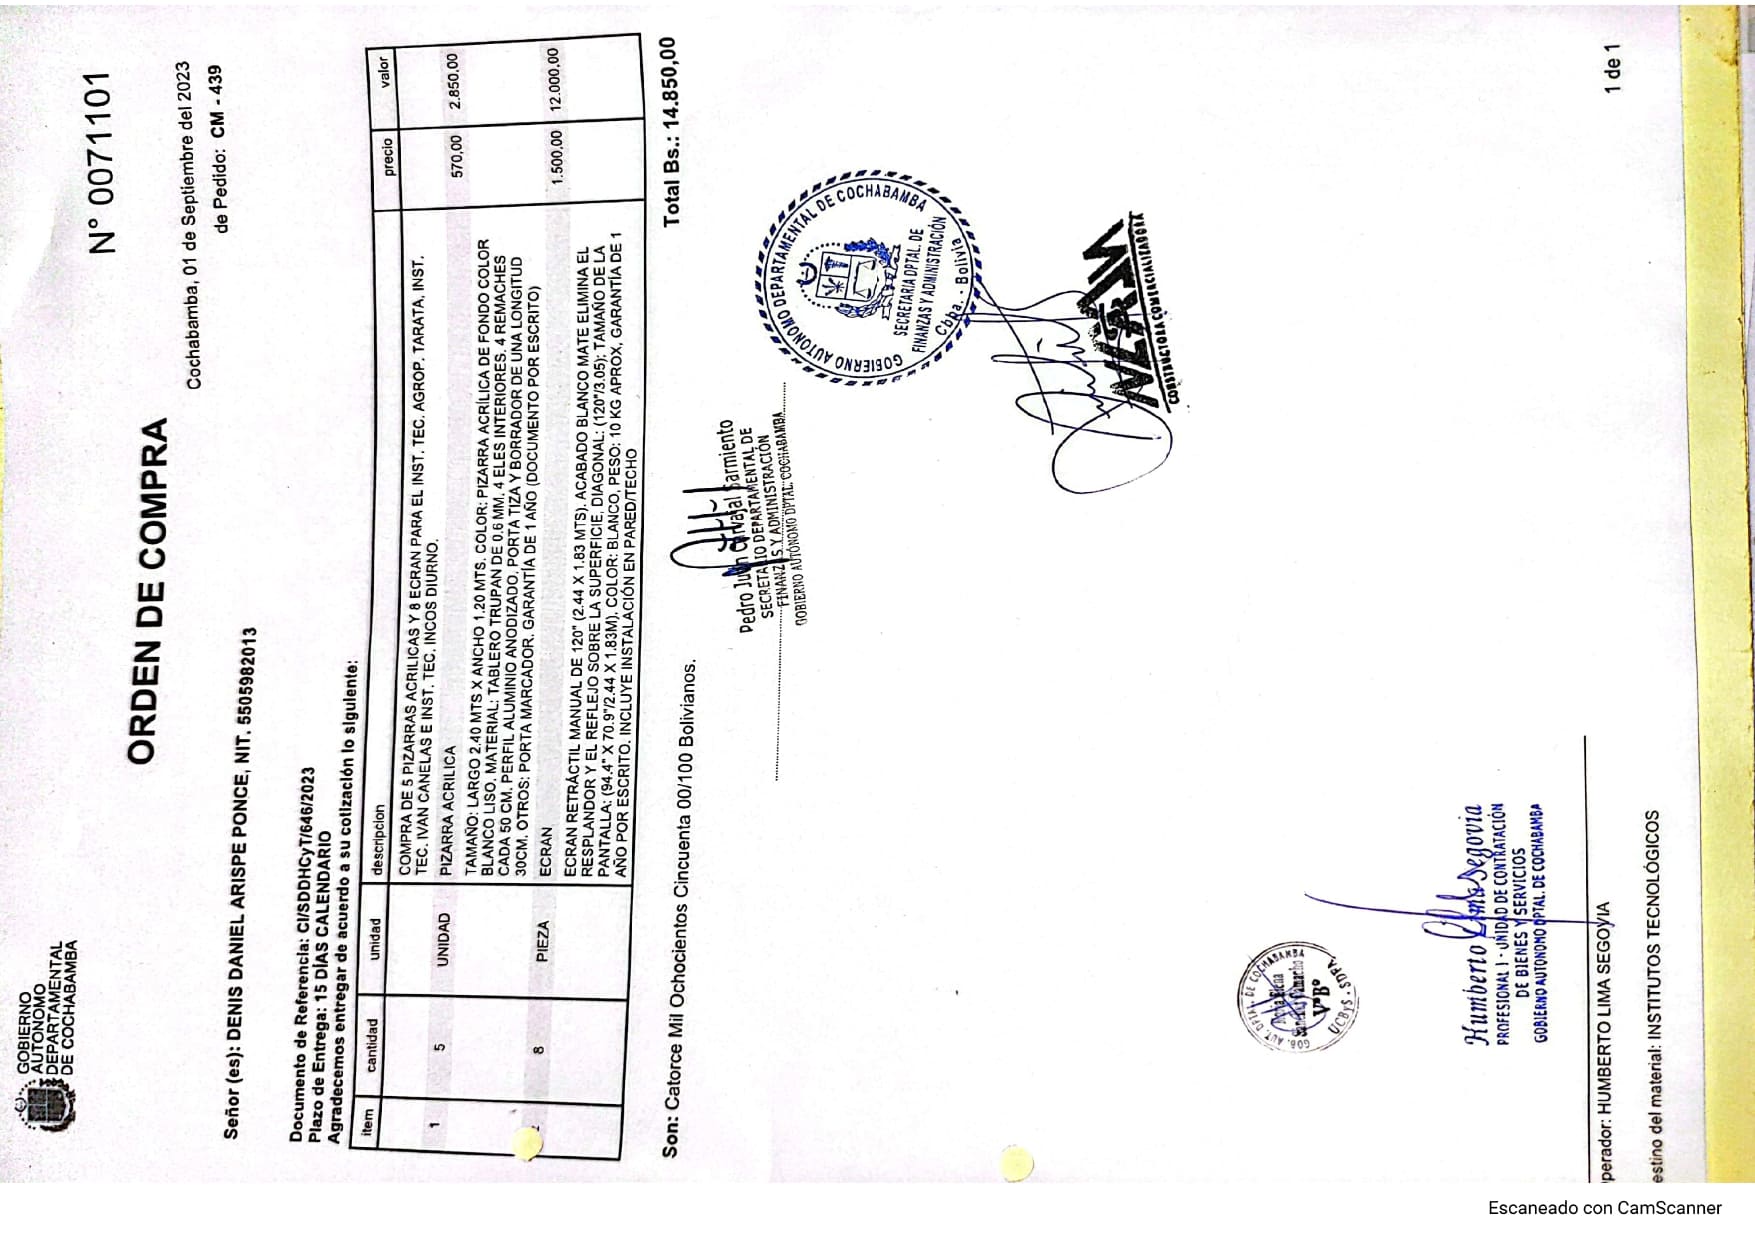 GOBIERNO
AUTÓNOMO
DEPARTAMENTAL
DE COCHABAMBA
N° 0071101
ORDEN DE COMPRA
Cochabamba, 01 de Septiembre del 2023
de Pedido: CM - 439
Señor (es): DENIS DANIEL ARISPE PONCE, NIT. 5505982013
Documento de Referencia: CI/SDDHCyT/646/2023
Plazo de Entrega: 15 DÍAS CALENDARIO
Agradecemos entregar de acuerdo a su cotización lo siguiente:
item cantidad unidad descripcion precio valor
COMPRA DE 5 PIZARRAS ACRILICAS Y 8 ECRAN PARA EL INST. TEC. AGROP. TARATA, INST.
TEC. IVAN CANELAS E INST. TEC. INCOS DIURNO.
1 5 UNIDAD PIZARRA ACRILICA 570,00 2.850,00
TAMAÑO: LARGO 2.40 MTS X ANCHO 1.20 MTS. COLOR: PIZARRA ACRÍLICA DE FONDO COLOR
BLANCO LISO. MATERIAL: TABLERO TRUPAN DE 0.6 MM. 4 ELES INTERIORES, 4 REMACHES
CADA 50 CM. PERFIL ALUMINIO ANODIZADO, PORTA TIZA Y BORRADOR DE UNA LONGITUD
30CM. OTROS: PORTA MARCADOR. GARANTÍA DE 1 AÑO (DOCUMENTO POR ESCRITO)
8 PIEZA ECRAN 1.500,00 12.000,00
ECRAN RETRÁCTIL MANUAL DE 120" (2.44 X 1.83 MTS). ACABADO BLANCO MATE ELIMINA EL
RESPLANDOR Y EL REFLEJO SOBRE LA SUPERFICIE, DIAGONAL: (120"/3.05); TAMAÑO DE LA
PANTALLA: (94.4" X 70.9"/2.44 X 1.83M), COLOR: BLANCO, PESO: 10 KG APROX, GARANTÍA DE 1
AÑO POR ESCRITO. INCLUYE INSTALACIÓN EN PARED/TECHO
Total Bs.: 14.850,00
Son: Catorce Mil Ochocientos Cincuenta 00/100 Bolivianos.
Pedro Juan Carvajal Sarmiento
SECRETARIO DEPARTAMENTAL DE
FINANZAS Y ADMINISTRACIÓN
GOBIERNO AUTÓNOMO DPTAL. COCHABAMBA
GOBIERNO AUTONOMO DEPARTAMENTAL DE COCHABAMBA
SECRETARIA DPTAL. DE
FINANZAS Y ADMINISTRACIÓN
Cbba. - Bolivia
CONSTRUCTORA COMERCIALIZADORA
GOB. AUT. DPTAL. DE COCHABAMBA
V°B°
UCByS - SDFA.
Humberto Lima Segovia
PROFESIONAL I - UNIDAD DE CONTRATACIÓN
DE BIENES Y SERVICIOS
GOBIERNO AUTONOMO DPTAL. DE COCHABAMBA
perador: HUMBERTO LIMA SEGOVIA
estino del material: INSTITUTOS TECNOLÓGICOS
1 de 1
Escaneado con CamScanner